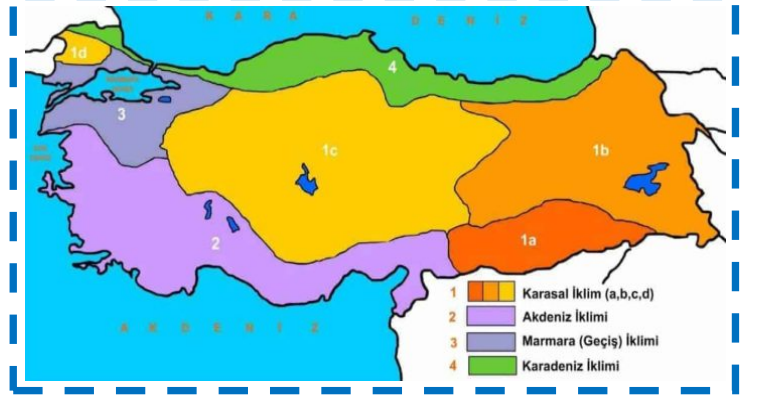 K A R A D E N İ Z
1d
4
3
1c
1b
2
1a
A K D E N İ Z
1 Karasal İklim (a,b,c,d)
2 Akdeniz İklimi
3 Marmara (Geçiş) İklimi
4 Karadeniz İklimi